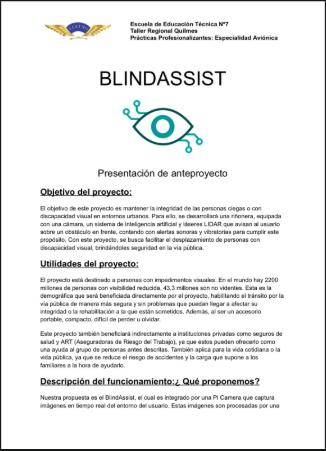 Escuela de Educación Técnica Nº7
Taller Regional Quilmes
Prácticas Profesionalizantes: Especialidad Aviónica
BLINDASSIST
Presentación de anteproyecto
Objetivo del proyecto:
El objetivo de este proyecto es mantener la integridad de las personas ciegas o con
discapacidad visual en entornos urbanos. Para ello, se desarrollará una riñonera, equipada
con una cámara, un sistema de inteligencia artificial y láseres LIDAR que avisan al usuario
sobre un obstáculo en frente, contando con alertas sonoras y vibratorias para cumplir este
propósito. Con este proyecto, se busca facilitar el desplazamiento de personas con
discapacidad visual, brindándoles seguridad en la vía pública.
Utilidades del proyecto:
El proyecto está destinado a personas con impedimentos visuales. En el mundo hay 2200
millones de personas con visibilidad reducida, 43,3 millones son no videntes. Esta es la
demográfica que será beneficiada directamente por el proyecto, habilitando el tránsito por la
vía pública de manera más segura y sin problemas que puedan llegar a afectar su
integridad o la rehabilitación a la que están sometidos. Además, al ser un accesorio
portable, compacto, difícil de perder u olvidar.
Este proyecto también beneficiará indirectamente a instituciones privadas como seguros de
salud y ART (Aseguradoras de Riesgo del Trabajo), ya que estos pueden ofrecerlo como
una ayuda al grupo de personas antes descritas. También aplica para la vida cotidiana o la
vida pública, ya que se reduce el riesgo de accidentes y la carga que supone a los
familiares a la hora de ayudarlo.
Descripción del funcionamiento:¿ Qué proponemos?
Nuestra propuesta es el BlindAssist, el cual es integrado por una Pi Camera que captura
imágenes en tiempo real del entorno del usuario. Estas imágenes son procesadas por una